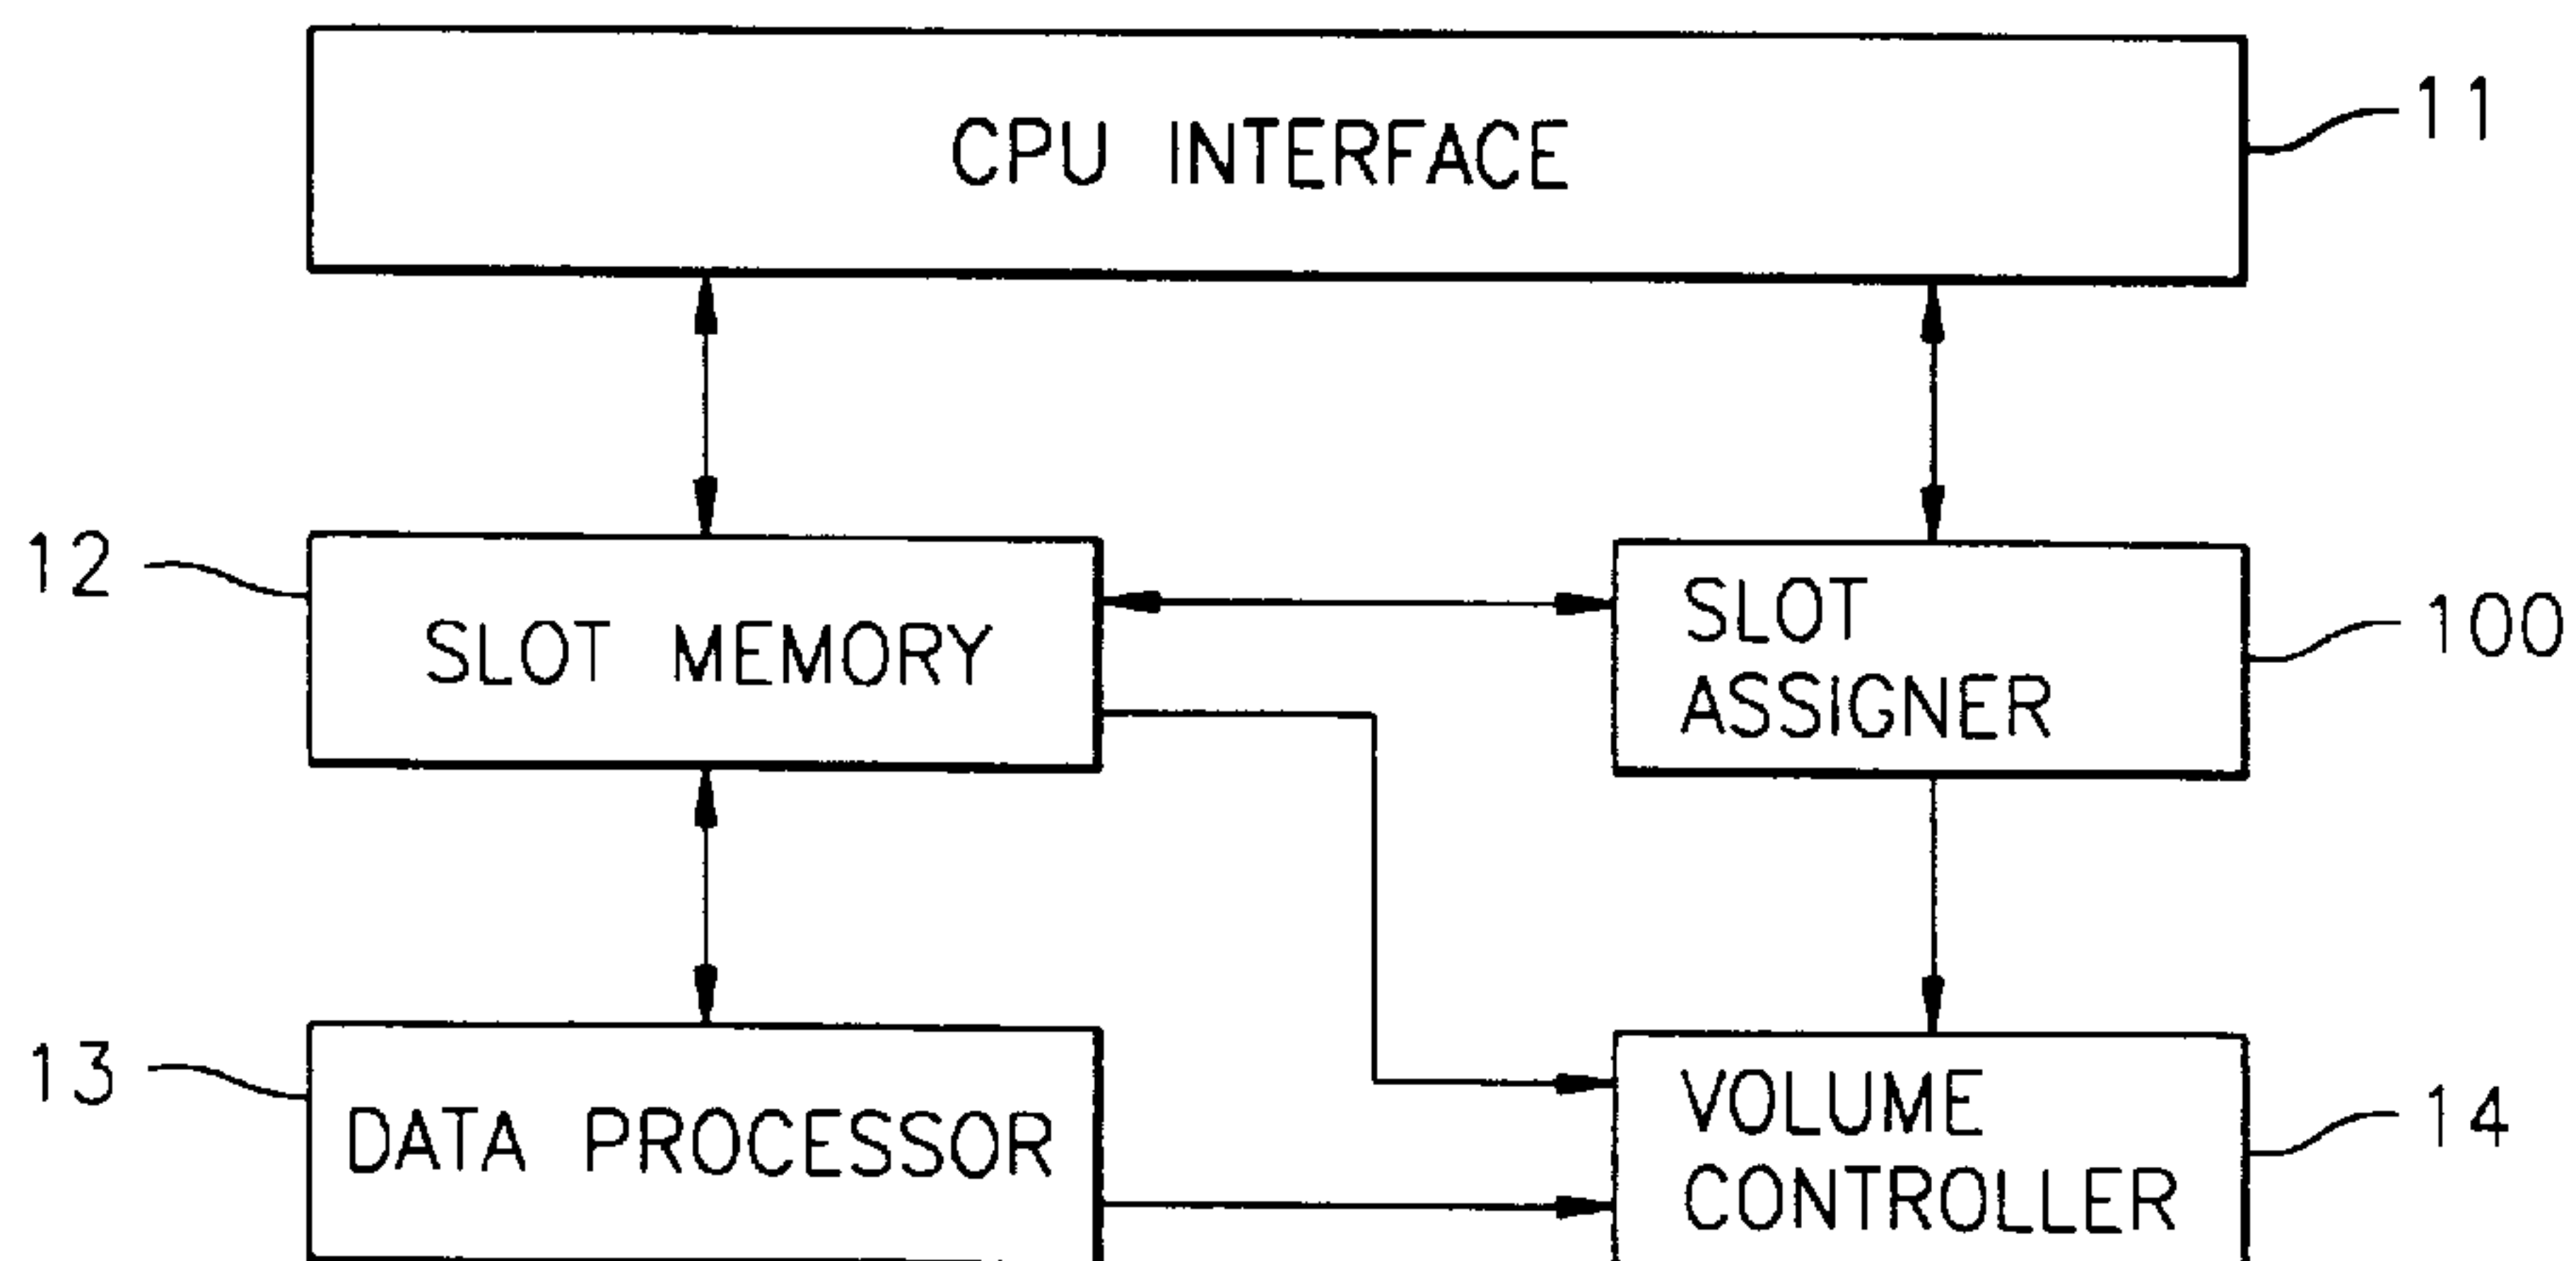 CPU INTERFACE
11
12
SLOT MEMORY
SLOT
ASSIGNER
100
13
DATA PROCESSOR
VOLUME
CONTROLLER
14